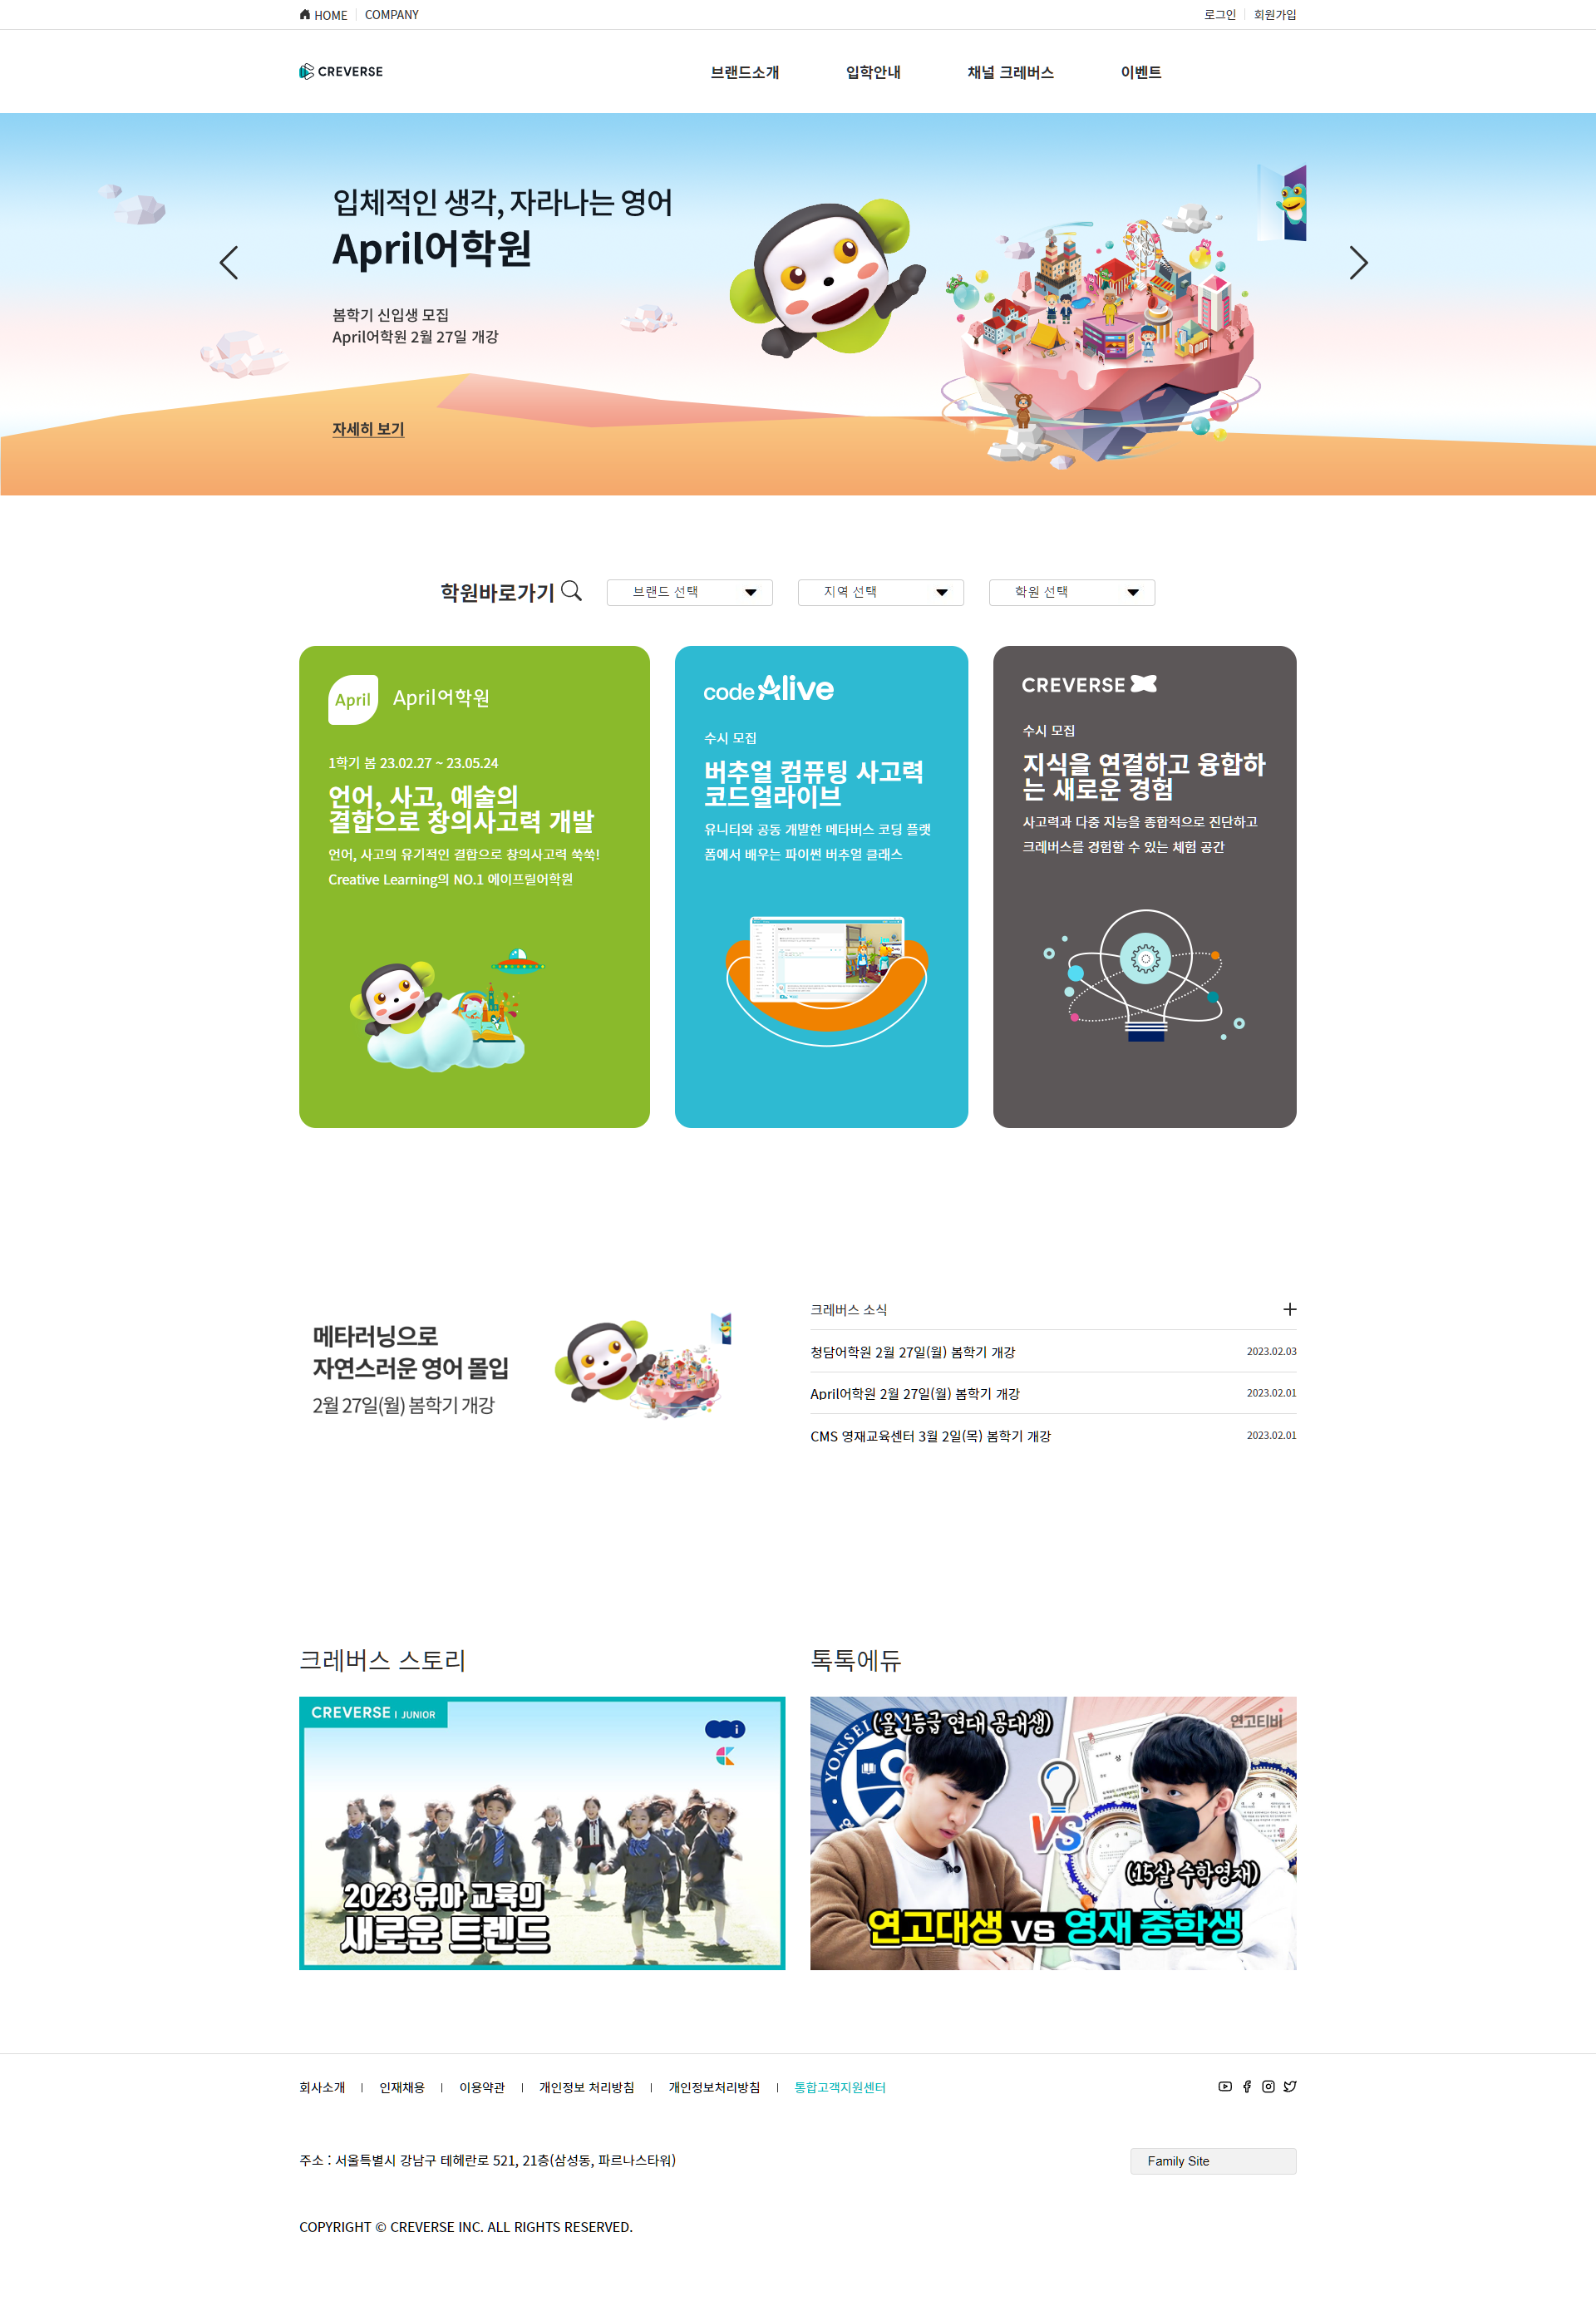 HOME
COMPANY
로그인
회원가입
CREVERSE
브랜드소개
입학안내
채널 크레버스
이벤트
입체적인 생각, 자라나는 영어
April어학원
봄학기 신입생 모집
April어학원 2월 27일 개강
자세히 보기
학원바로가기
브랜드 선택
지역 선택
학원 선택
April
April어학원
1학기 봄 23.02.27 ~ 23.05.24
언어, 사고, 예술의
결합으로 창의사고력 개발
언어, 사고의 유기적인 결합으로 창의사고력 쑥쑥!
Creative Learning의 NO.1 에이프릴어학원
code Alive
수시 모집
버추얼 컴퓨팅 사고력
코드얼라이브
유니티와 공동 개발한 메타버스 코딩 플랫
폼에서 배우는 파이썬 버추얼 클래스
CREVERSE
수시 모집
지식을 연결하고 융합하
는 새로운 경험
사고력과 다중 지능을 종합적으로 진단하고
크레버스를 경험할 수 있는 체험 공간
메타러닝으로
자연스러운 영어 몰입
2월 27일(월) 봄학기 개강
크레버스 소식
청담어학원 2월 27일(월) 봄학기 개강
2023.02.03
April어학원 2월 27일(월) 봄학기 개강
2023.02.01
CMS 영재교육센터 3월 2일(목) 봄학기 개강
2023.02.01
크레버스 스토리
CREVERSE | JUNIOR
i
2023 유아 교육의
새로운 트렌드
톡톡에듀
YONSEI
(올 1등급 연대 공대생)
연고티비
VS
(15살 수학영재)
연고대생 VS 영재 중학생
회사소개
인재채용
이용약관
개인정보 처리방침
개인정보처리방침
통합고객지원센터
주소 : 서울특별시 강남구 테헤란로 521, 21층(삼성동, 파르나스타워)
Family Site
COPYRIGHT © CREVERSE INC. ALL RIGHTS RESERVED.